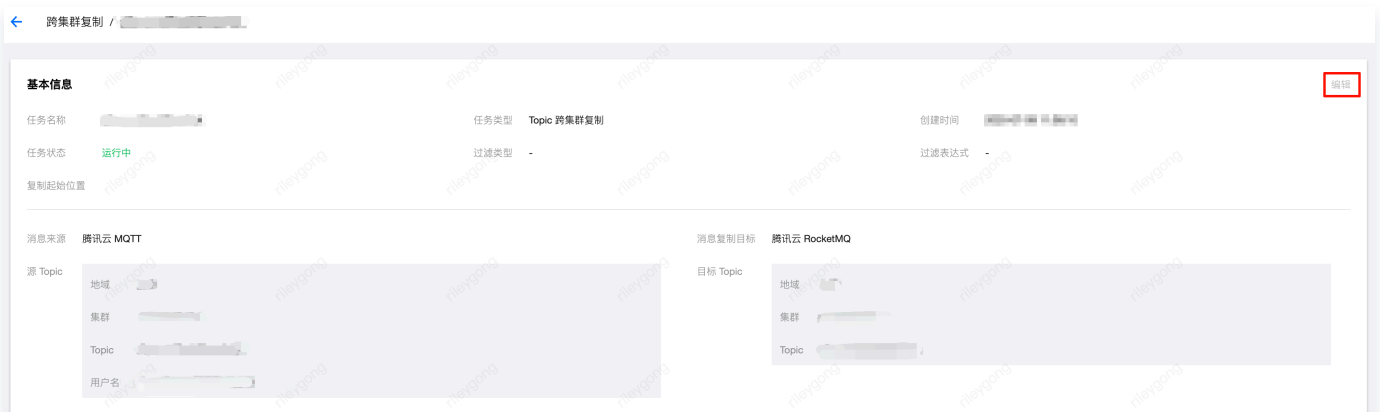 跨集群复制 /
基本信息
编辑
任务名称
任务类型 Topic 跨集群复制
创建时间
任务状态 运行中
过滤类型 -
过滤表达式 -
复制起始位置
消息来源 腾讯云 MQTT
消息复制目标 腾讯云 RocketMQ
源 Topic
目标 Topic
地域
地域
集群
集群
Topic
Topic
用户名
rileygong